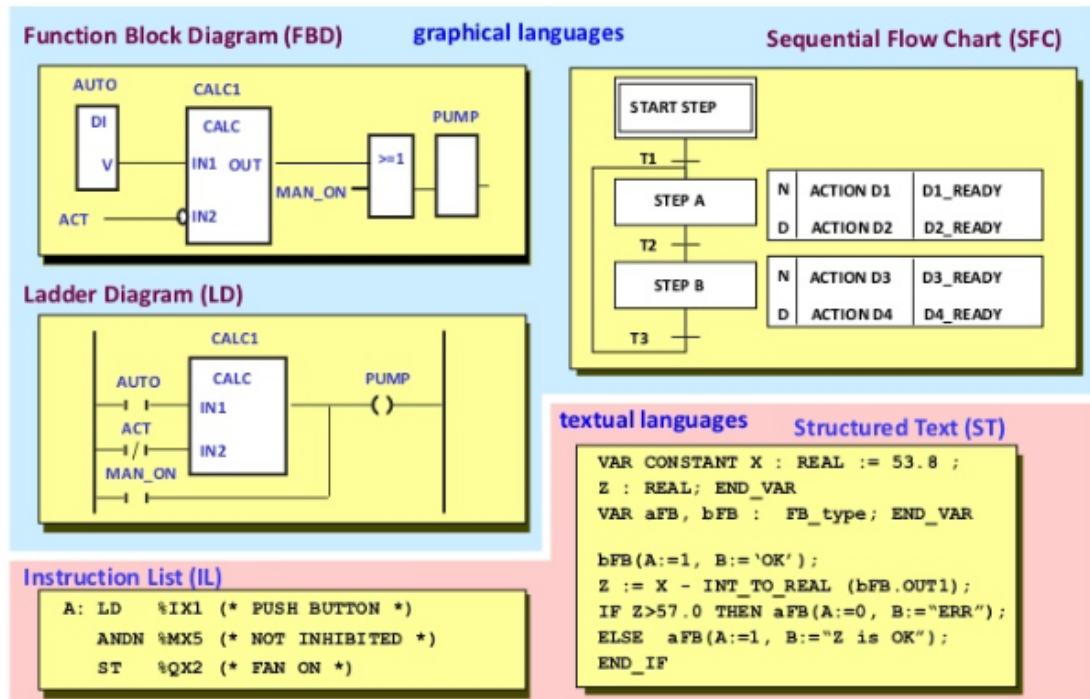 Function Block Diagram (FBD)
graphical languages
Sequential Flow Chart (SFC)
AUTO
CALC1
PUMP
DI
CALC
V
IN1 OUT
>=1
MAN_ON
ACT
IN2
START STEP
T1
STEP A
N ACTION D1 D1_READY
D ACTION D2 D2_READY
T2
STEP B
N ACTION D3 D3_READY
D ACTION D4 D4_READY
T3
Ladder Diagram (LD)
CALC1
AUTO
CALC
PUMP
IN1
ACT
IN2
MAN_ON
textual languages
Structured Text (ST)
VAR CONSTANT X : REAL := 53.8 ;
Z : REAL; END_VAR
VAR aFB, bFB : FB_type; END_VAR
bFB(A:=1, B:=‘OK’);
Z := X - INT_TO_REAL (bFB.OUT1);
IF Z>57.0 THEN aFB(A:=0, B:=“ERR”);
ELSE aFB(A:=1, B:=“Z is OK”);
END_IF
Instruction List (IL)
A: LD %IX1 (* PUSH BUTTON *)
ANDN %MX5 (* NOT INHIBITED *)
ST %QX2 (* FAN ON *)